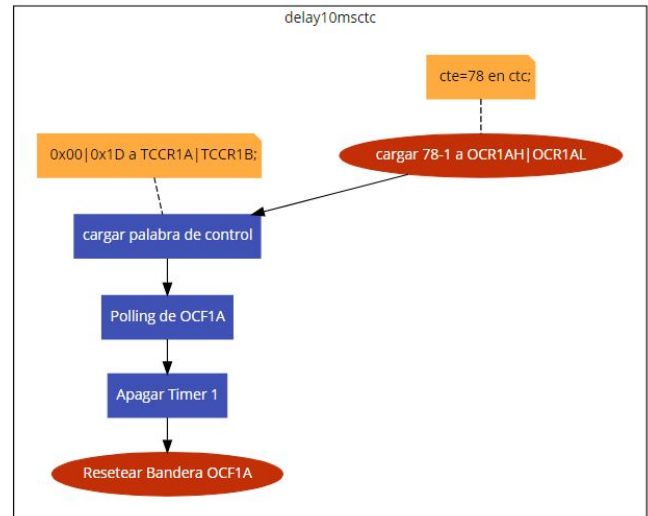 delay10msctc
cte=78 en ctc;
0x00|0x1D a TCCR1A|TCCR1B;
cargar 78-1 a OCR1AH|OCR1AL
cargar palabra de control
Polling de OCF1A
Apagar Timer 1
Resetear Bandera OCF1A